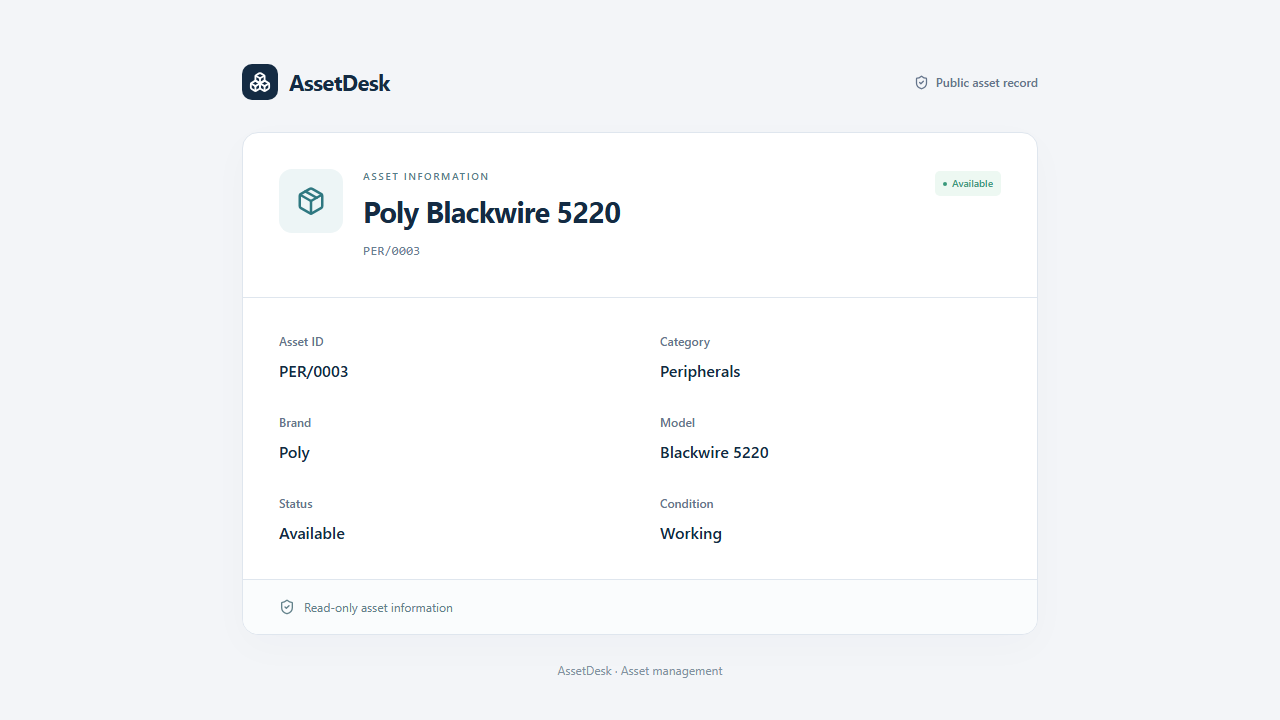 AssetDesk
Public asset record
ASSET INFORMATION
Available
Poly Blackwire 5220
PER/0003
Asset ID
PER/0003
Category
Peripherals
Brand
Poly
Model
Blackwire 5220
Status
Available
Condition
Working
Read-only asset information
AssetDesk · Asset management